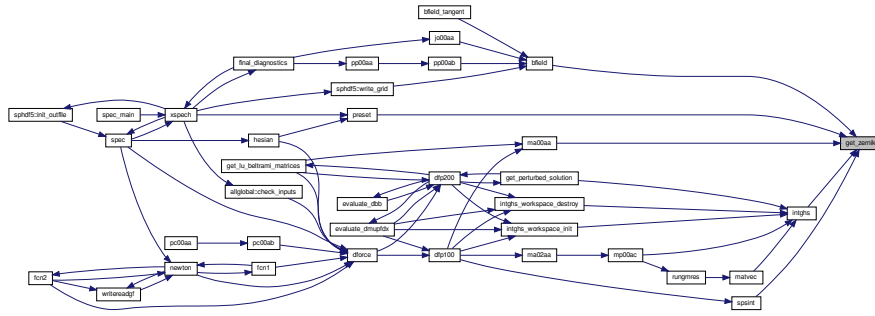 bfield_tangent
jo00aa
final_diagnostics
pp00aa
pp00ab
bfield
sphdf5::write_grid
sphdf5::init_outfile
spec_main
xspech
preset
spec
hesian
ma00aa
get_zernik
get_lu_beltrami_matrices
dfp200
get_perturbed_solution
allglobal::check_inputs
evaluate_dbb
intghs_workspace_destroy
intghs
evaluate_dmupfdx
intghs_workspace_init
pc00aa
pc00ab
dforce
dfp100
ma02aa
mp00ac
newton
fcn1
fcn2
rungmres
matvec
writereadgf
spsint